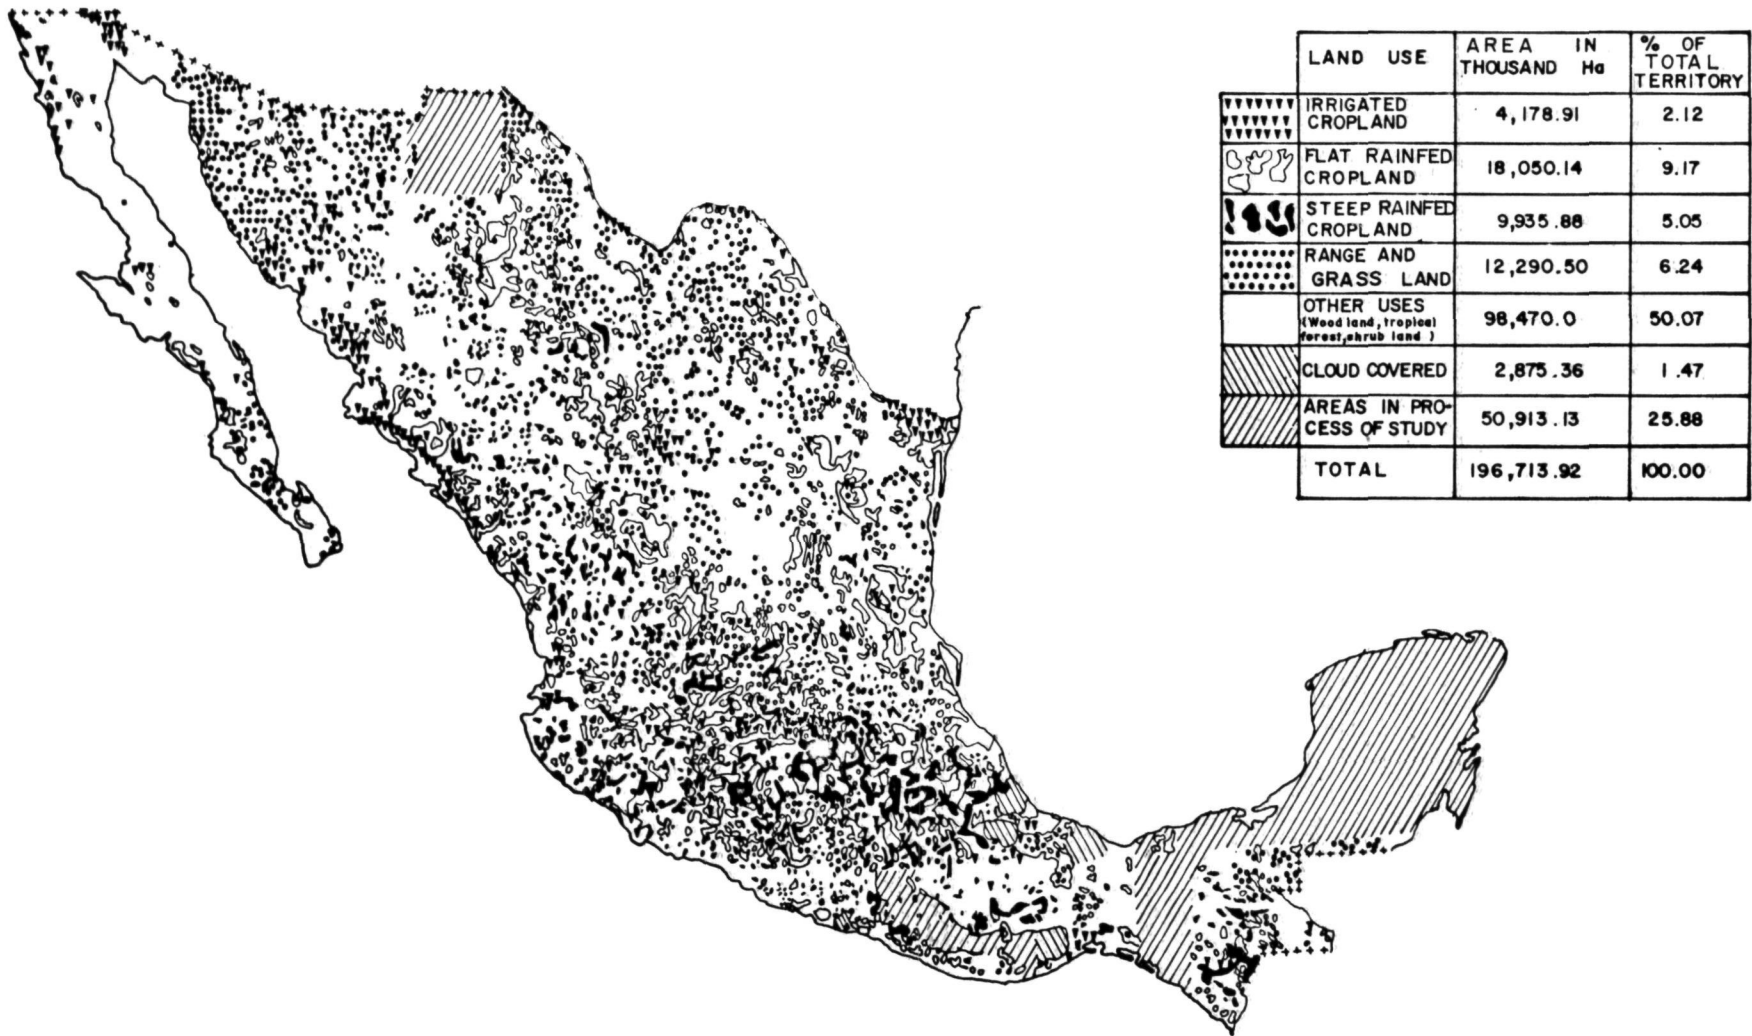 LAND USE
AREA IN
THOUSAND Ha
% OF
TOTAL
TERRITORY
IRRIGATED
CROPLAND
4,178.91
2.12
FLAT RAINFED
CROPLAND
18,050.14
9.17
STEEP RAINFED
CROPLAND
9,935.88
5.05
RANGE AND
GRASS LAND
12,290.50
6.24
OTHER USES
(Wood land, tropical
forest, shrub land )
98,470.0
50.07
CLOUD COVERED
2,875.36
1.47
AREAS IN PRO-
CESS OF STUDY
50,913.13
25.88
TOTAL
196,713.92
100.00